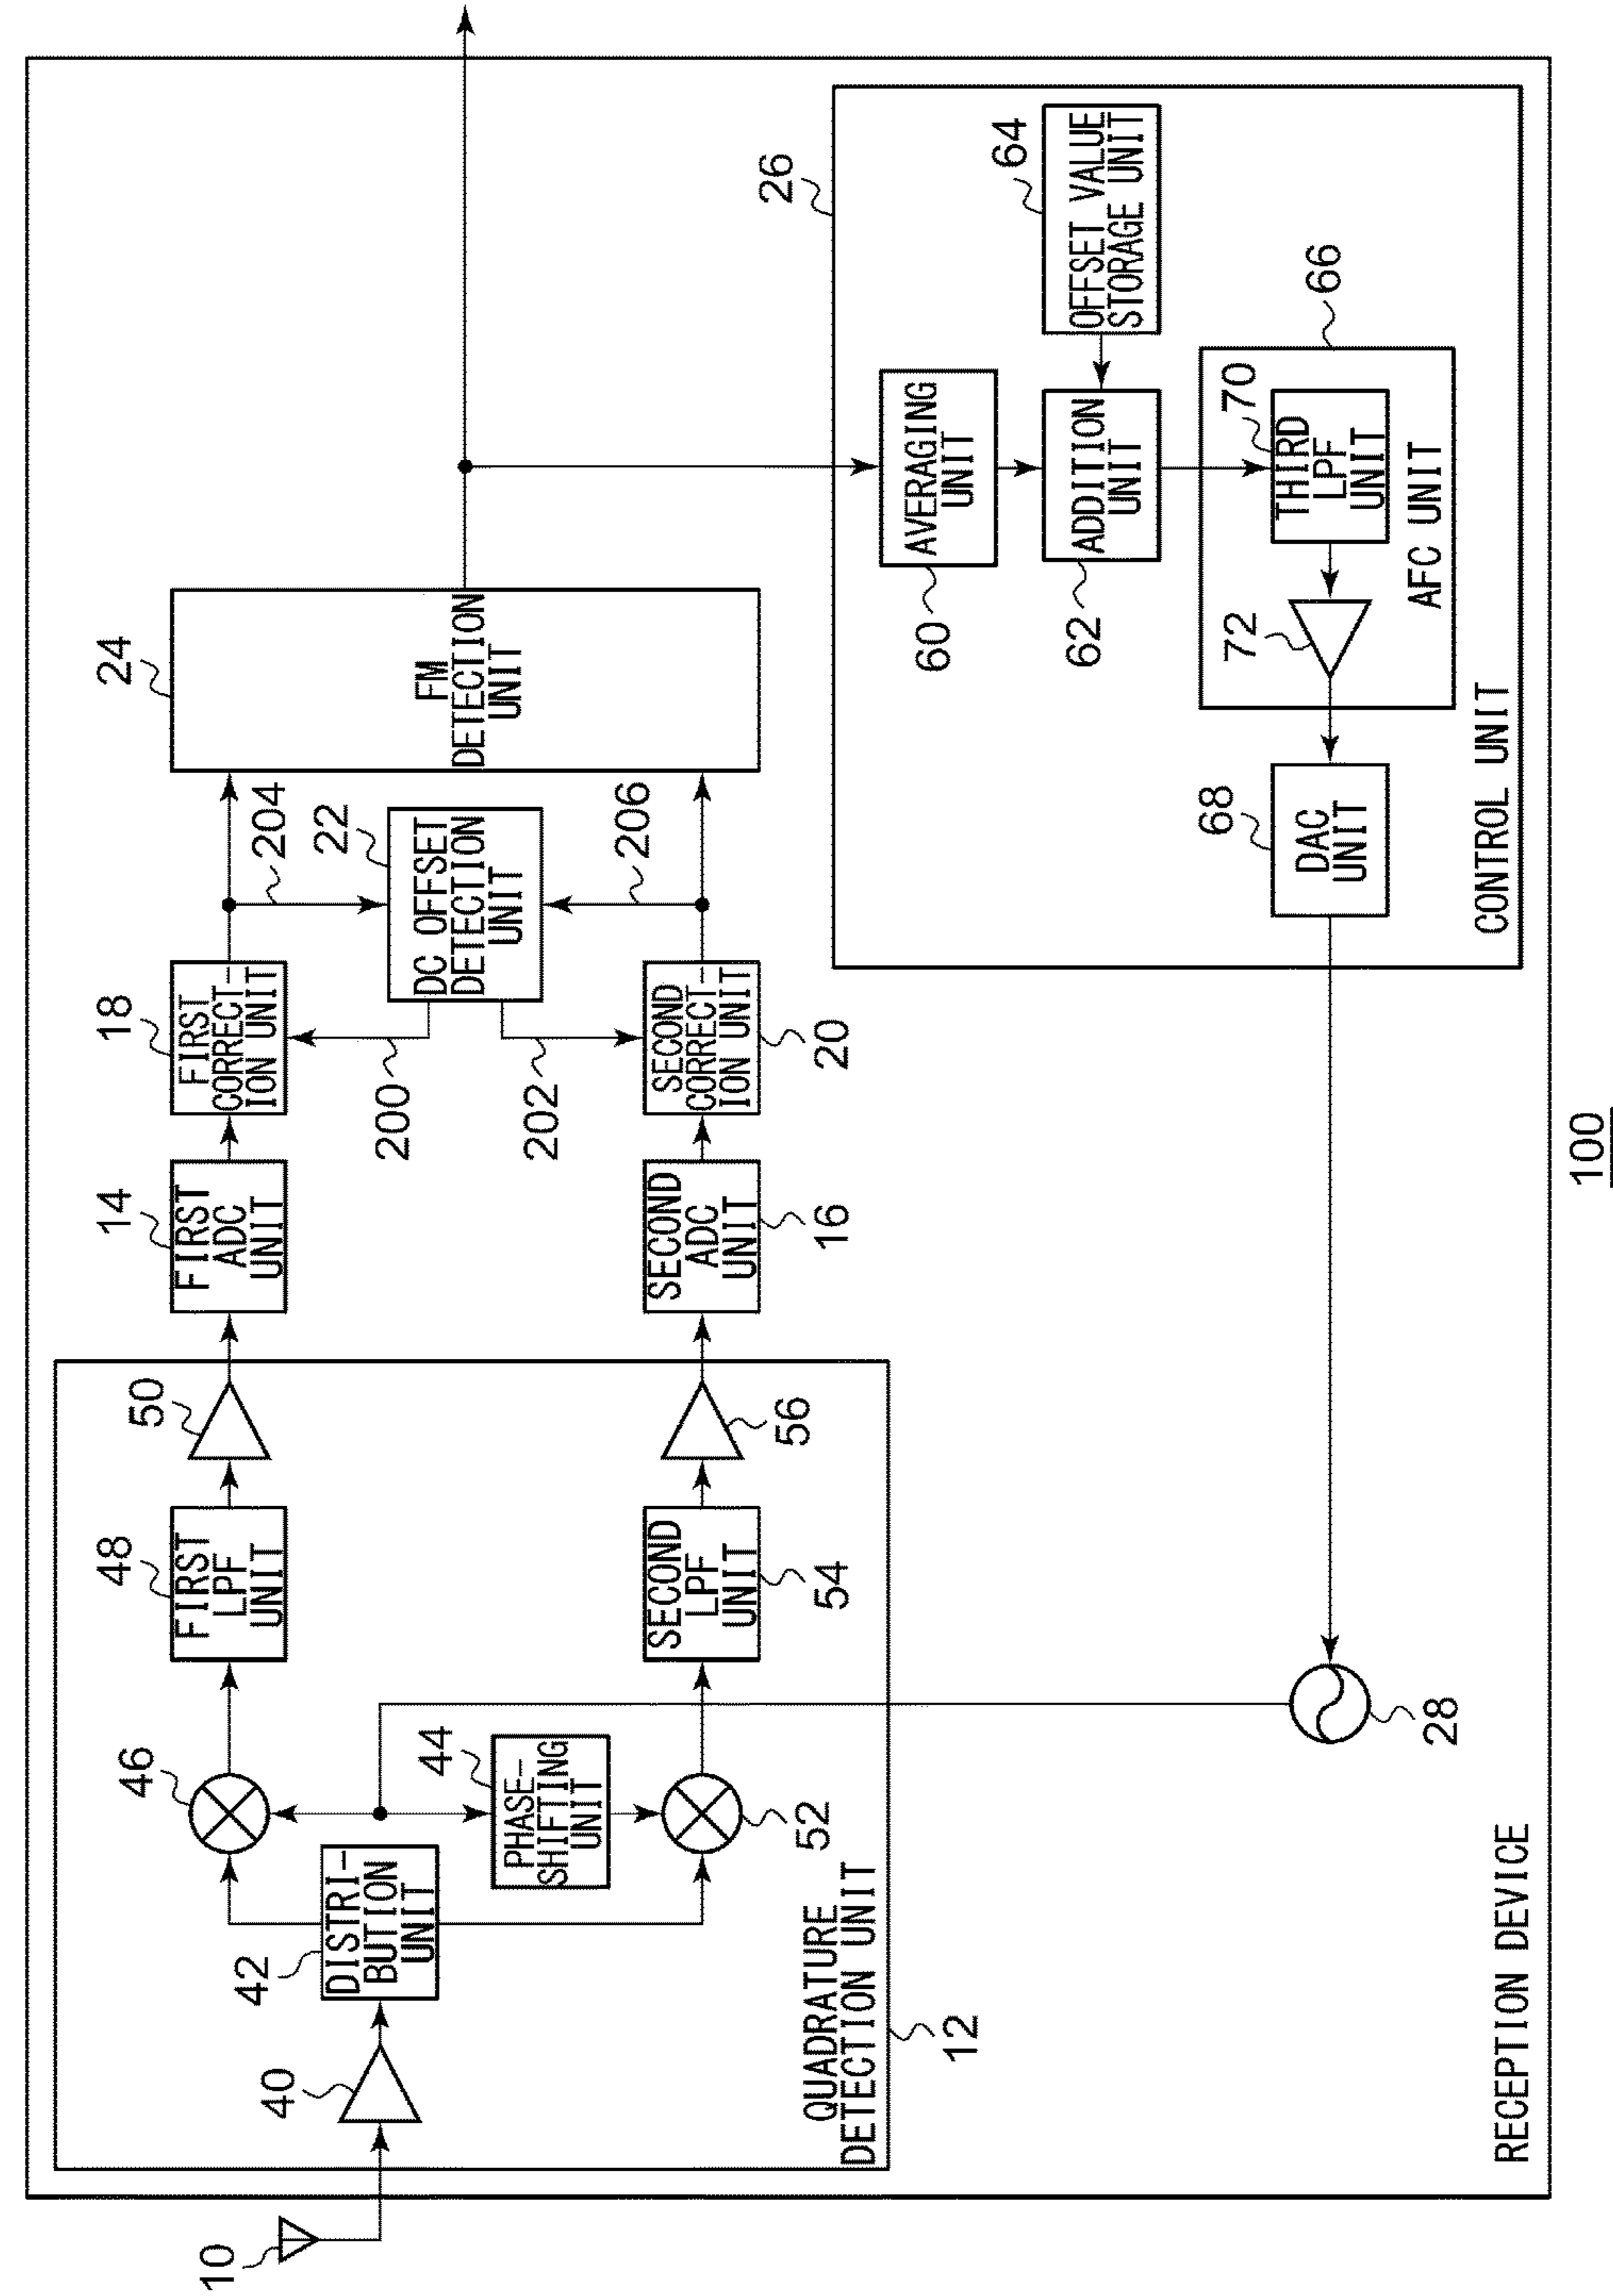 10
40
42
DISTRI-
BUTION
UNIT
46
44
PHASE-
SHIFTING
UNIT
52
48
FIRST
LPF
UNIT
50
SECOND
LPF
UNIT
54
56
QUADRATURE
DETECTION UNIT
12
14
FIRST
ADC
UNIT
SECOND
ADC
UNIT
16
18
FIRST
CORRECT-
ION UNIT
200
202
SECOND
CORRECT-
ION UNIT
20
204
22
DC OFFSET
DETECTION
UNIT
206
24
FM
DETECTION
UNIT
26
AVERAGING
UNIT
60
64
OFFSET VALUE
STORAGE UNIT
ADDITION
UNIT
62
66
70
THIRD
LPF
UNIT
72
AFC UNIT
68
DAC
UNIT
CONTROL UNIT
28
RECEPTION DEVICE
100